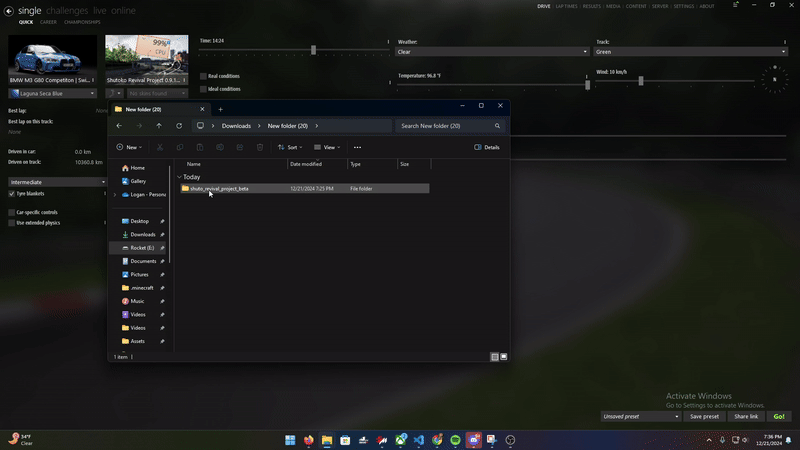 single challenges live online
QUICK CAREER CHAMPIONSHIPS
DRIVE LAP TIMES RESULTS MEDIA CONTENT SERVER SETTINGS ABOUT
99%
CPU
BMW M3 G80 Competiton | Swi...
Shutoko Revival Project 0.9.1...
Laguna Seca Blue
No skins found
Time: 14:24
Real conditions
Ideal conditions
Weather:
Clear
Temperature: 96.8 °F
Track:
Green
Wind: 10 km/h
Best lap: None
Best lap on this track:
None
Driven in car: 0.0 km
Driven on track: 10360.8 km
Intermediate
Tyre blankets
Car-specific controls
Use extended physics
New folder (20)
Downloads > New folder (20) >
Search New folder (20)
New
Sort
View
Details
Home
Gallery
Logan - Persona
Desktop
Downloads
Rocket (E:)
Documents
Pictures
.minecraft
Music
Videos
Videos
Assets
Name Date modified Type Size
Today
shuto_revival_project_beta 12/21/2024 7:25 PM File folder
1 item
Activate Windows
Go to Settings to activate Windows.
Unsaved preset
Save preset
Share link
Go!
34°F
Clear
7:36 PM
12/21/2024